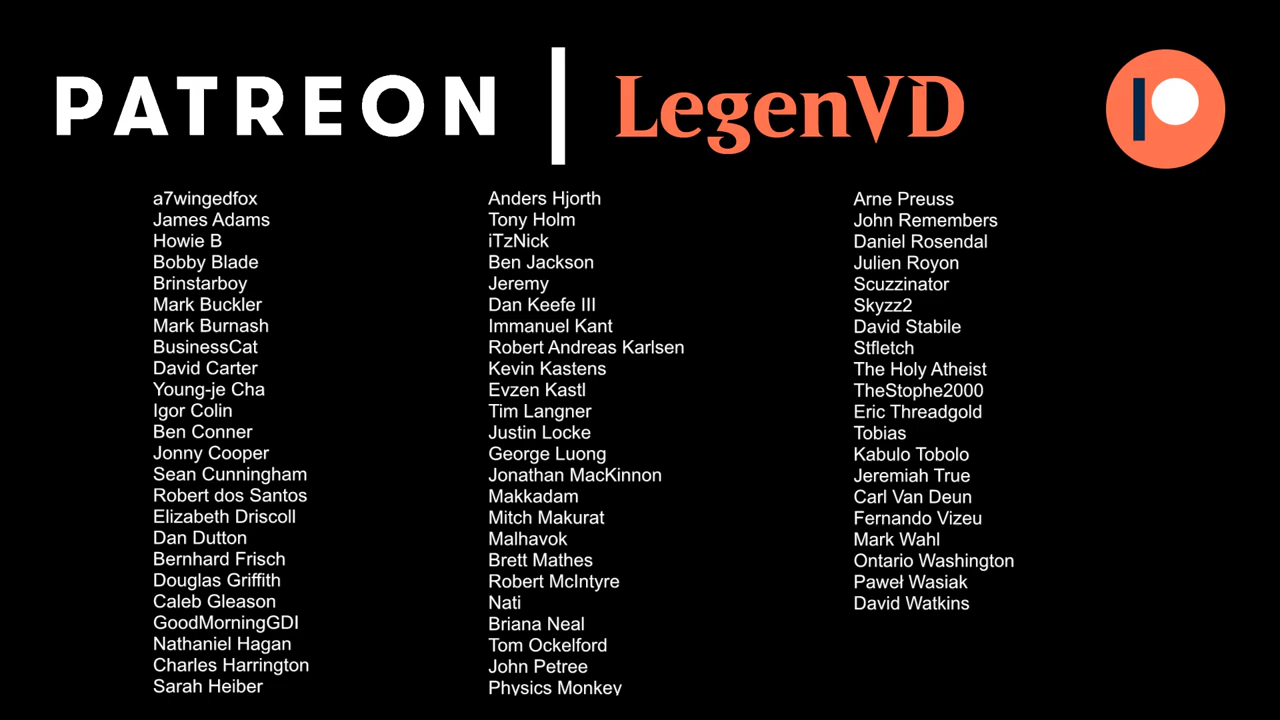 PATREON | LegenVD
a7wingedfox
James Adams
Howie B
Bobby Blade
Brinstarboy
Mark Buckler
Mark Burnash
BusinessCat
David Carter
Young-je Cha
Igor Colin
Ben Conner
Jonny Cooper
Sean Cunningham
Robert dos Santos
Elizabeth Driscoll
Dan Dutton
Bernhard Frisch
Douglas Griffith
Caleb Gleason
GoodMorningGDI
Nathaniel Hagan
Charles Harrington
Sarah Heiber
Anders Hjorth
Tony Holm
iTzNick
Ben Jackson
Jeremy
Dan Keefe III
Immanuel Kant
Robert Andreas Karlsen
Kevin Kastens
Evzen Kastl
Tim Langner
Justin Locke
George Luong
Jonathan MacKinnon
Makkadam
Mitch Makurat
Malhavok
Brett Mathes
Robert McIntyre
Nati
Briana Neal
Tom Ockelford
John Petree
Physics Monkey
Arne Preuss
John Remembers
Daniel Rosendal
Julien Royon
Scuzzinator
Skyzz2
David Stabile
Stfletch
The Holy Atheist
TheStophe2000
Eric Threadgold
Tobias
Kabulo Tobolo
Jeremiah True
Carl Van Deun
Fernando Vizeu
Mark Wahl
Ontario Washington
Paweł Wasiak
David Watkins